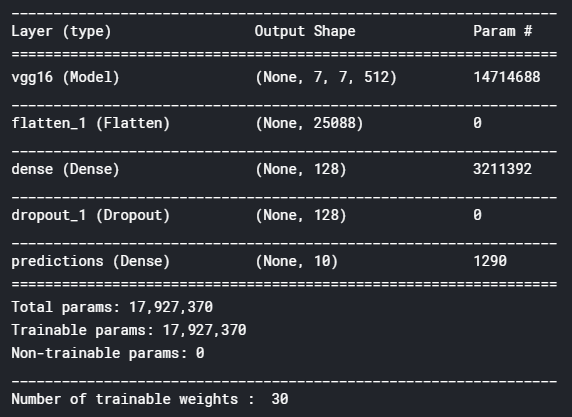 _________________________________________________________________
Layer (type)                 Output Shape              Param #
=================================================================
vgg16 (Model)                (None, 7, 7, 512)         14714688
_________________________________________________________________
flatten_1 (Flatten)          (None, 25088)             0
_________________________________________________________________
dense (Dense)                (None, 128)               3211392
_________________________________________________________________
dropout_1 (Dropout)          (None, 128)               0
_________________________________________________________________
predictions (Dense)          (None, 10)                1290
=================================================================
Total params: 17,927,370
Trainable params: 17,927,370
Non-trainable params: 0
_________________________________________________________________
Number of trainable weights :  30